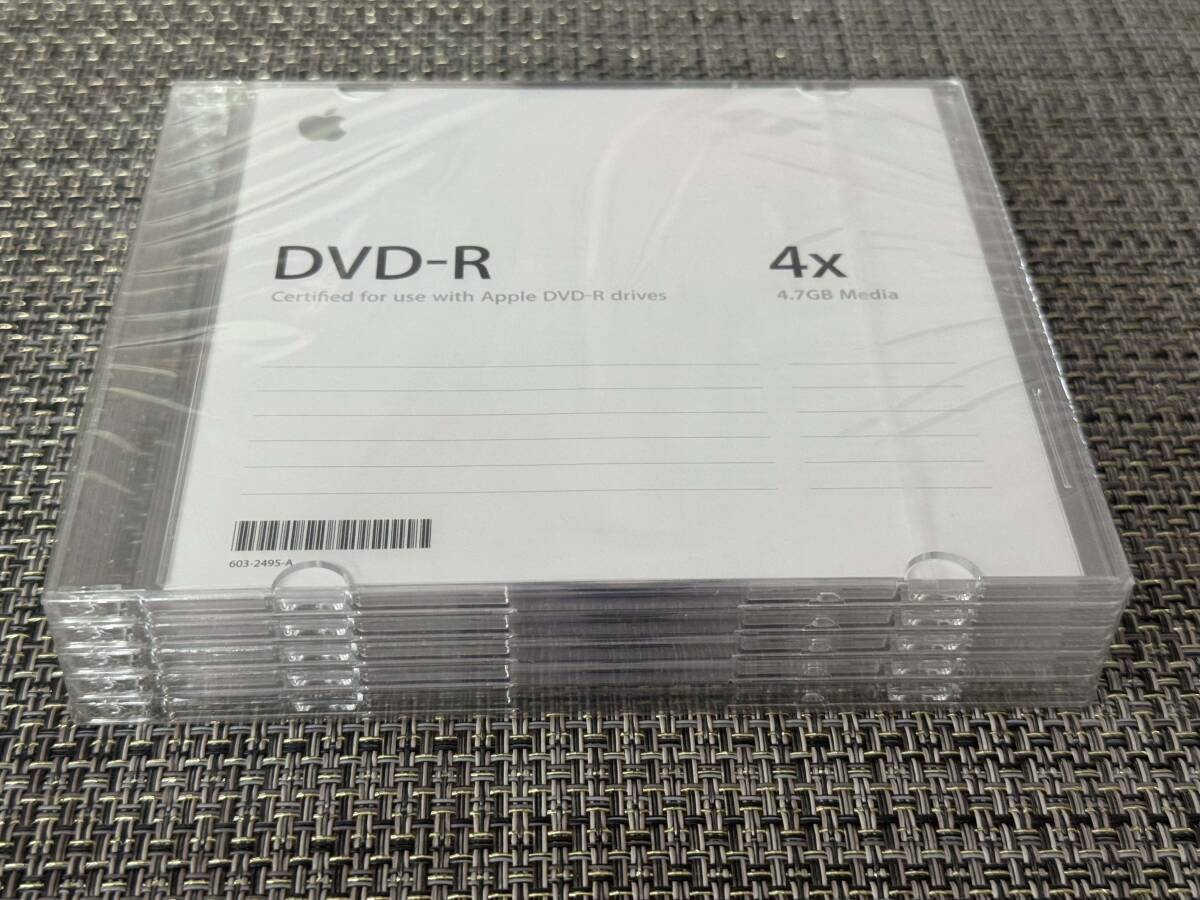 DVD-R 4x
Certified for use with Apple DVD-R drives 4.7GB Media
603-2495-A